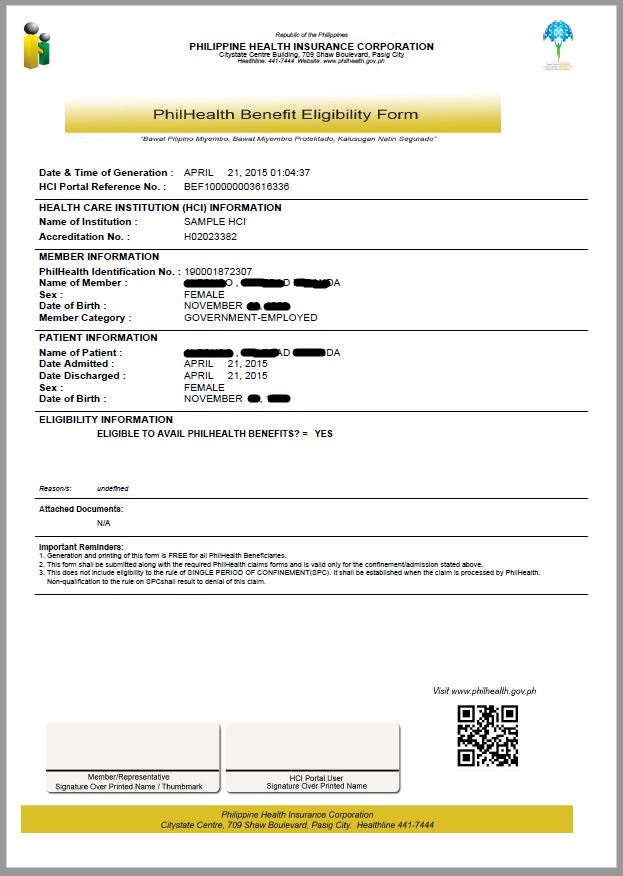 Republic of the Philippines
PHILIPPINE HEALTH INSURANCE CORPORATION
Citystate Centre Building, 709 Shaw Boulevard, Pasig City
Healthline: 441-7444 Website: www.philhealth.gov.ph
PhilHealth Benefit Eligibility Form
"Bawat Pilipino Miyembro, Bawat Miyembro Protektado, Kalusugan Natin Segurado"
Date & Time of Generation : APRIL 21, 2015 01:04:37
HCI Portal Reference No. : BEF100000003616336
HEALTH CARE INSTITUTION (HCI) INFORMATION
Name of Institution : SAMPLE HCI
Accreditation No. : H02023382
MEMBER INFORMATION
PhilHealth Identification No. : 190001872307
Name of Member : , DA
Sex : FEMALE
Date of Birth : NOVEMBER ,
Member Category : GOVERNMENT-EMPLOYED
PATIENT INFORMATION
Name of Patient : , AD DA
Date Admitted : APRIL 21, 2015
Date Discharged : APRIL 21, 2015
Sex : FEMALE
Date of Birth : NOVEMBER ,
ELIGIBILITY INFORMATION
ELIGIBLE TO AVAIL PHILHEALTH BENEFITS? = YES
Reason/s: undefined
Attached Documents:
N/A
Important Reminders:
1. Generation and printing of this form is FREE for all PhilHealth Beneficiaries.
2. This form shall be submitted along with the required PhilHealth claims forms and is valid only for the confinement/admission stated above.
3. This does not include eligibility to the rule of SINGLE PERIOD OF CONFINEMENT(SPC). It shall be established when the claim is processed by PhilHealth.
Non-qualification to the rule on SPCshall result to denial of this claim.
Visit www.philhealth.gov.ph
Member/Representative
Signature Over Printed Name / Thumbmark
HCI Portal User
Signature Over Printed Name
Philippine Health Insurance Corporation
Citystate Centre, 709 Shaw Boulevard, Pasig City. Healthline 441-7444